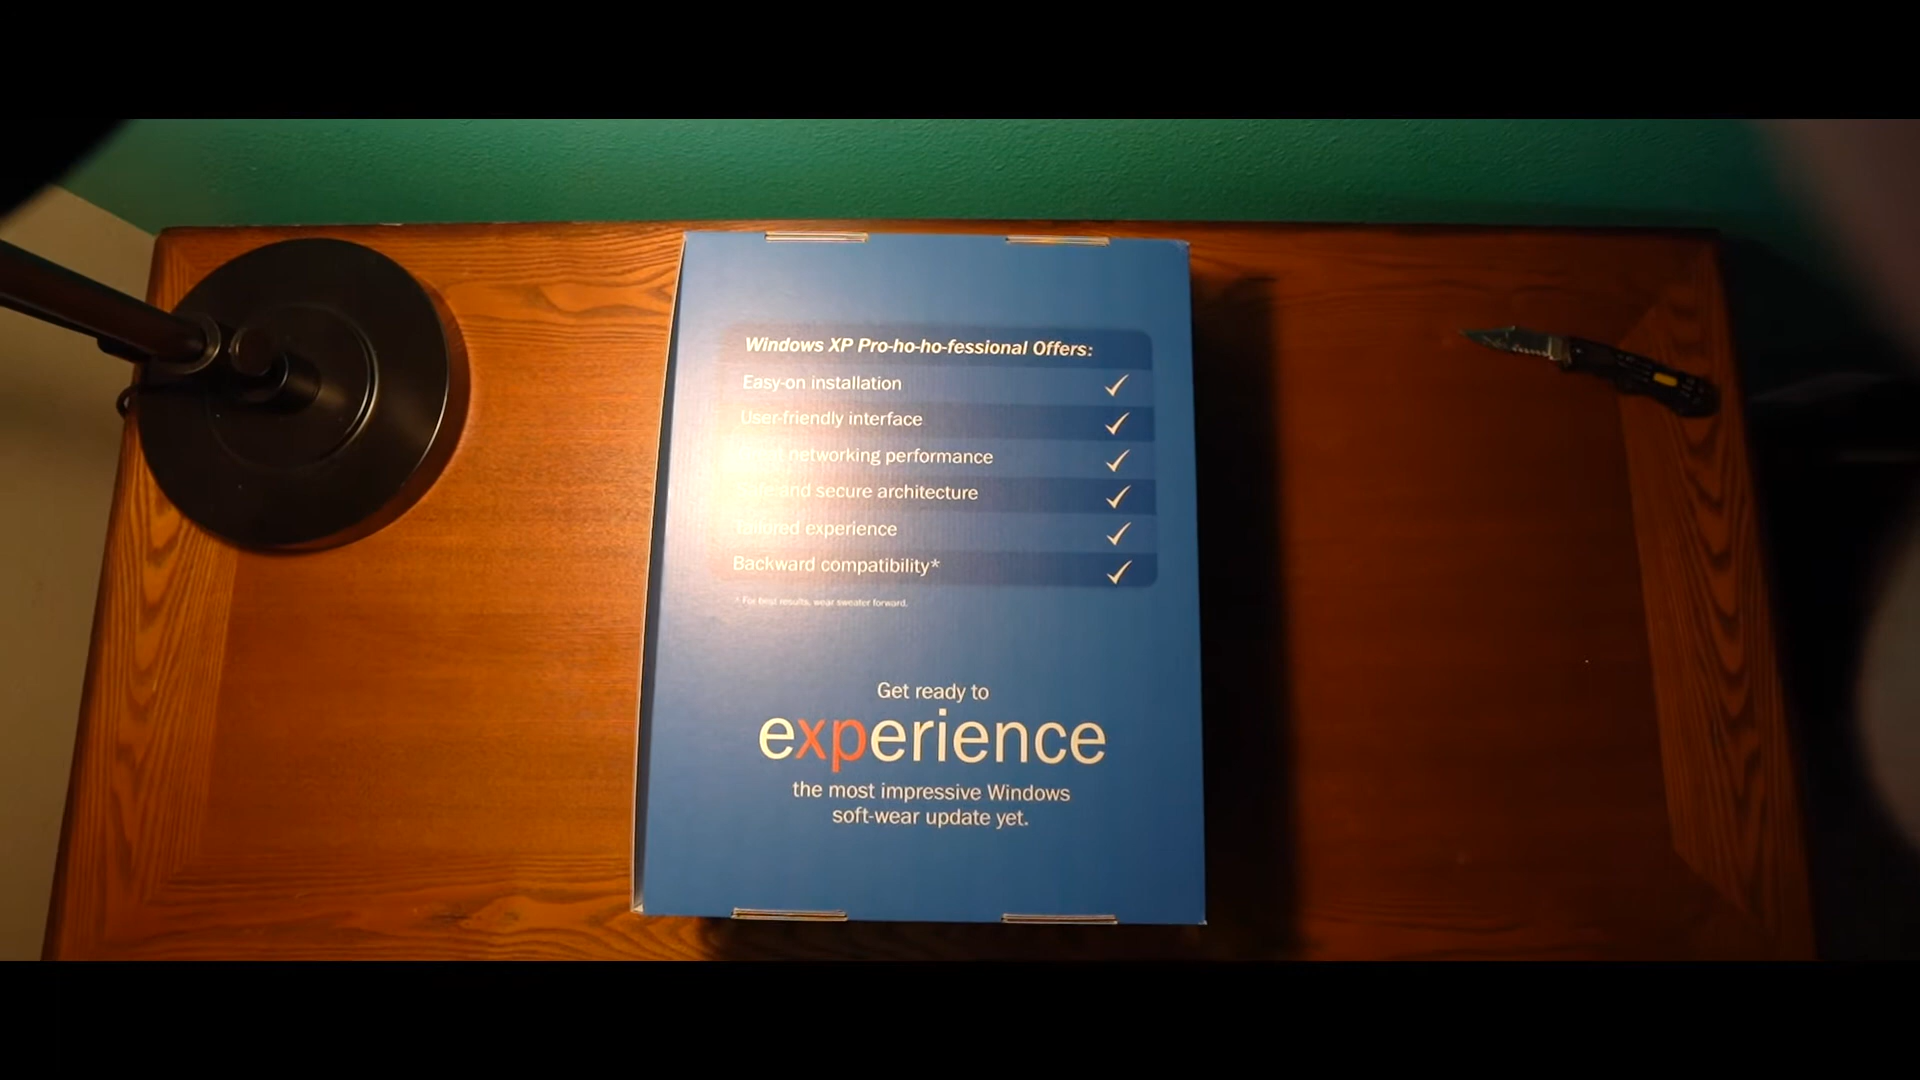 Windows XP Pro-ho-ho-fessional Offers:
Easy-on installation
User-friendly interface
networking performance
and secure architecture
Tailored experience
Backward compatibility*
* For best results, wear sweater forward.
Get ready to
experience
the most impressive Windows
soft-wear update yet.